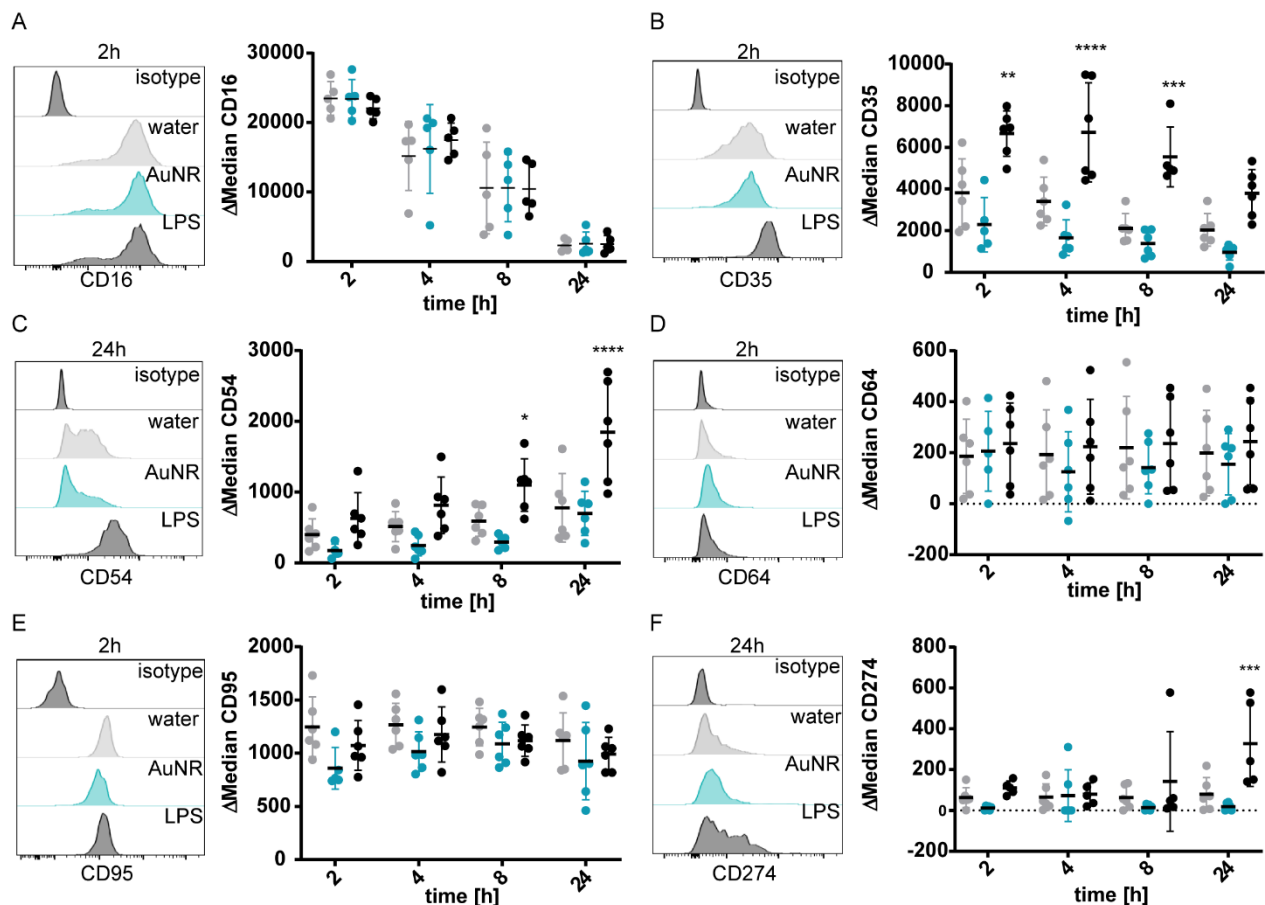 A
2h
isotype
water
AuNR
LPS
CD16
ΔMedian CD16
30000
20000
10000
0
2
4
8
24
time [h]
B
2h
isotype
water
AuNR
LPS
CD35
ΔMedian CD35
10000
8000
6000
4000
2000
0
**
****
***
2
4
8
24
time [h]
C
24h
isotype
water
AuNR
LPS
CD54
ΔMedian CD54
3000
2000
1000
0
*
****
2
4
8
24
time [h]
D
2h
isotype
water
AuNR
LPS
CD64
ΔMedian CD64
600
400
200
0
-200
2
4
8
24
time [h]
E
2h
isotype
water
AuNR
LPS
CD95
ΔMedian CD95
2000
1500
1000
500
0
2
4
8
24
time [h]
F
24h
isotype
water
AuNR
LPS
CD274
ΔMedian CD274
800
600
400
200
0
-200
***
2
4
8
24
time [h]